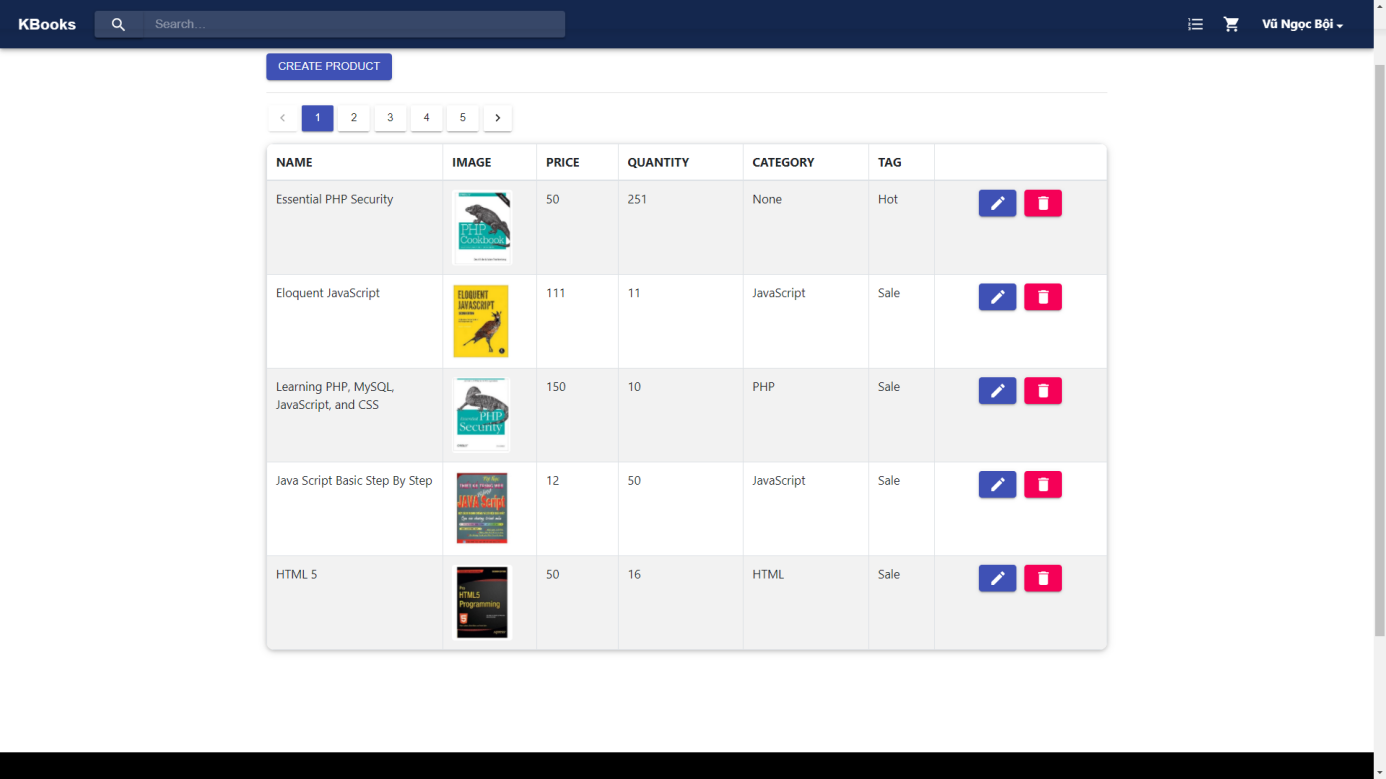 KBooks Search... Vũ Ngọc Bội
CREATE PRODUCT
1 2 3 4 5
NAME IMAGE PRICE QUANTITY CATEGORY TAG
Essential PHP Security 50 251 None Hot
PHP
Cookbook
Eloquent JavaScript 111 11 JavaScript Sale
ELOQUENT
JAVASCRIPT
Learning PHP, MySQL, 150 10 PHP Sale
JavaScript, and CSS
PHP
Security
Java Script Basic Step By Step 12 50 JavaScript Sale
JAVA Script
HTML 5 50 16 HTML Sale
HTML5
Programming